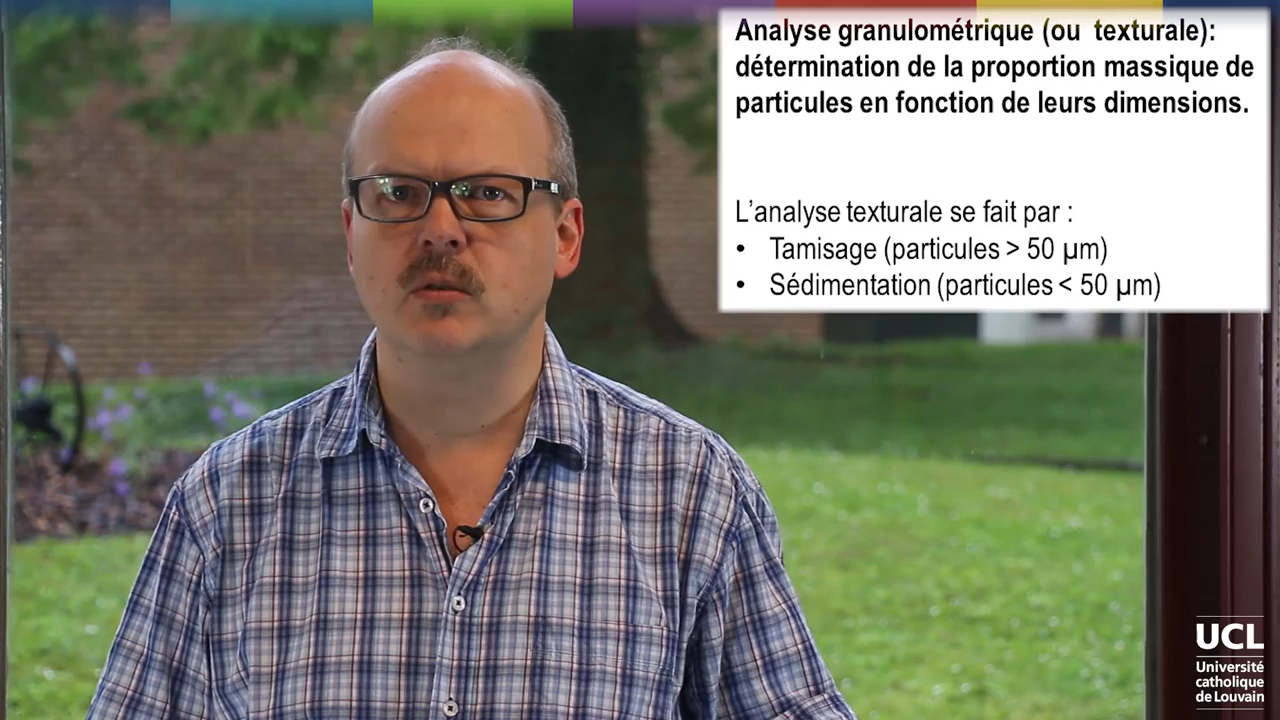 Analyse granulométrique (ou texturale):
détermination de la proportion massique de
particules en fonction de leurs dimensions.
L’analyse texturale se fait par :
• Tamisage (particules > 50 µm)
• Sédimentation (particules < 50 µm)
UCL
Université
catholique
de Louvain